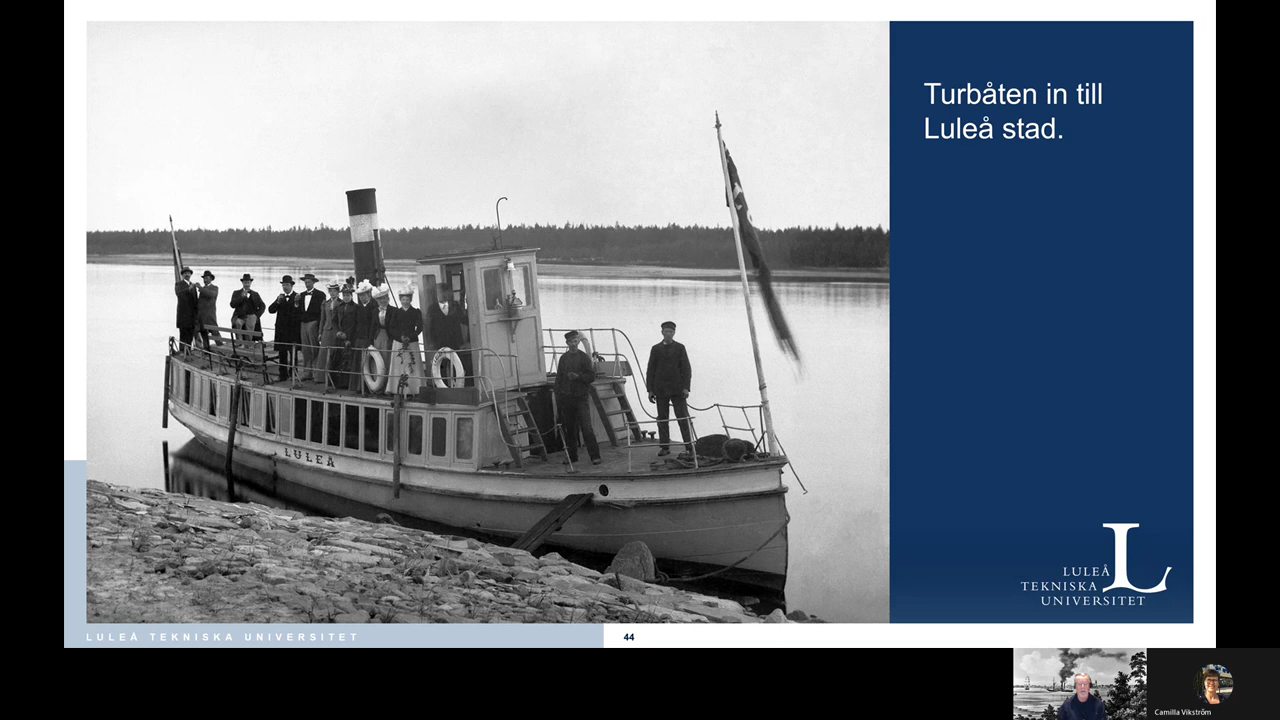 Turbåten in till
Luleå stad.
LULEÅ
LULEÅ
TEKNISKA
UNIVERSITET
LULEÅ TEKNISKA UNIVERSITET
44
Camilla Vikström